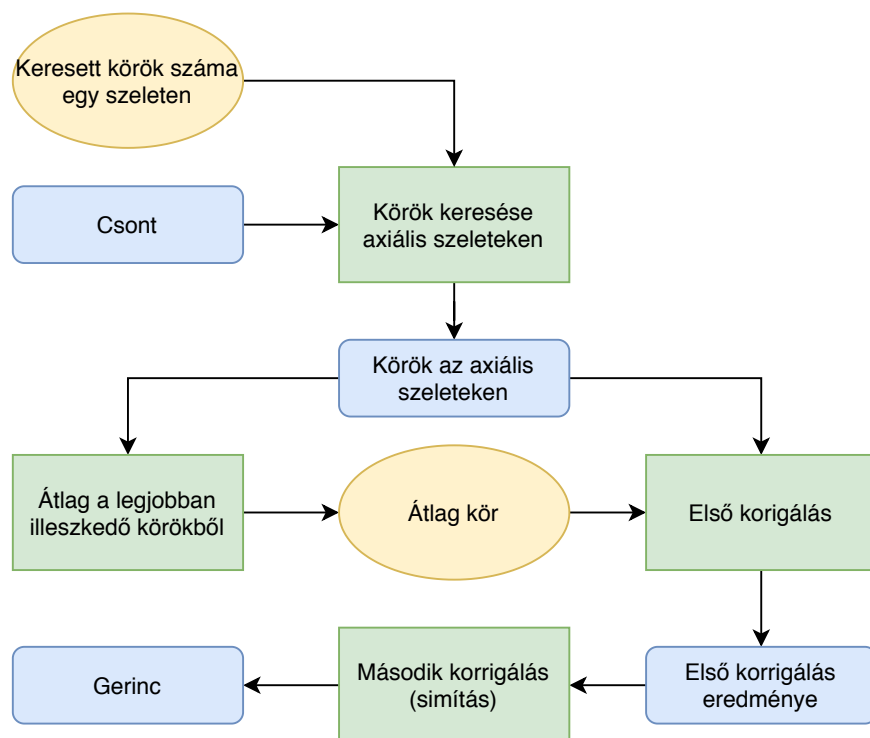 Keresett körök száma
egy szeleten
Csont
Körök keresése
axiális szeleteken
Körök az axiális
szeleteken
Átlag a legjobban
illeszkedő körökből
Átlag kör
Első korigálás
Gerinc
Második korrigálás
(simítás)
Első korrigálás
eredménye